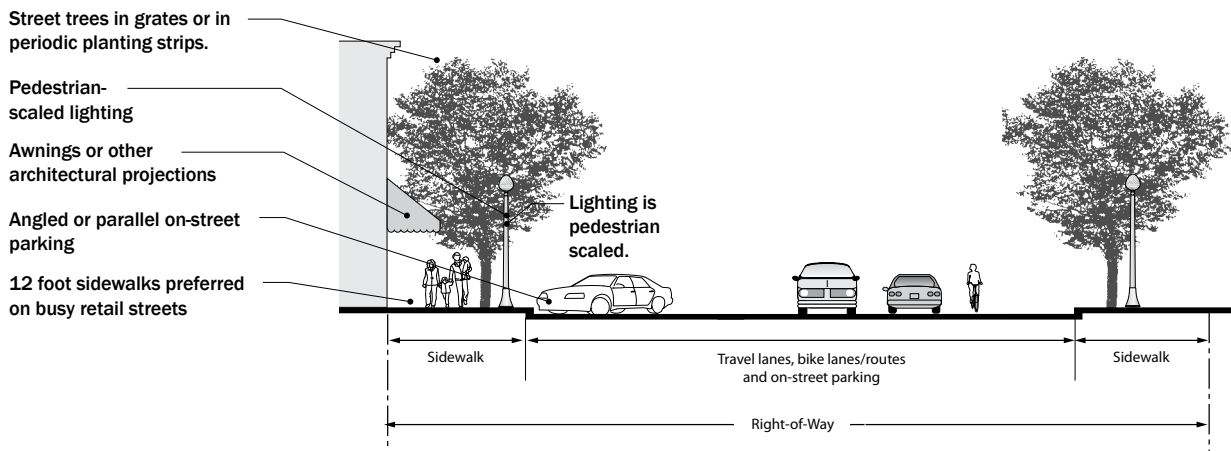 Street trees in grates or in
periodic planting strips.
Pedestrian-
scaled lighting
Awnings or other
architectural projections
Angled or parallel on-street
parking
12 foot sidewalks preferred
on busy retail streets
Lighting is
pedestrian
scaled.
Sidewalk
Travel lanes, bike lanes/routes
and on-street parking
Sidewalk
Right-of-Way